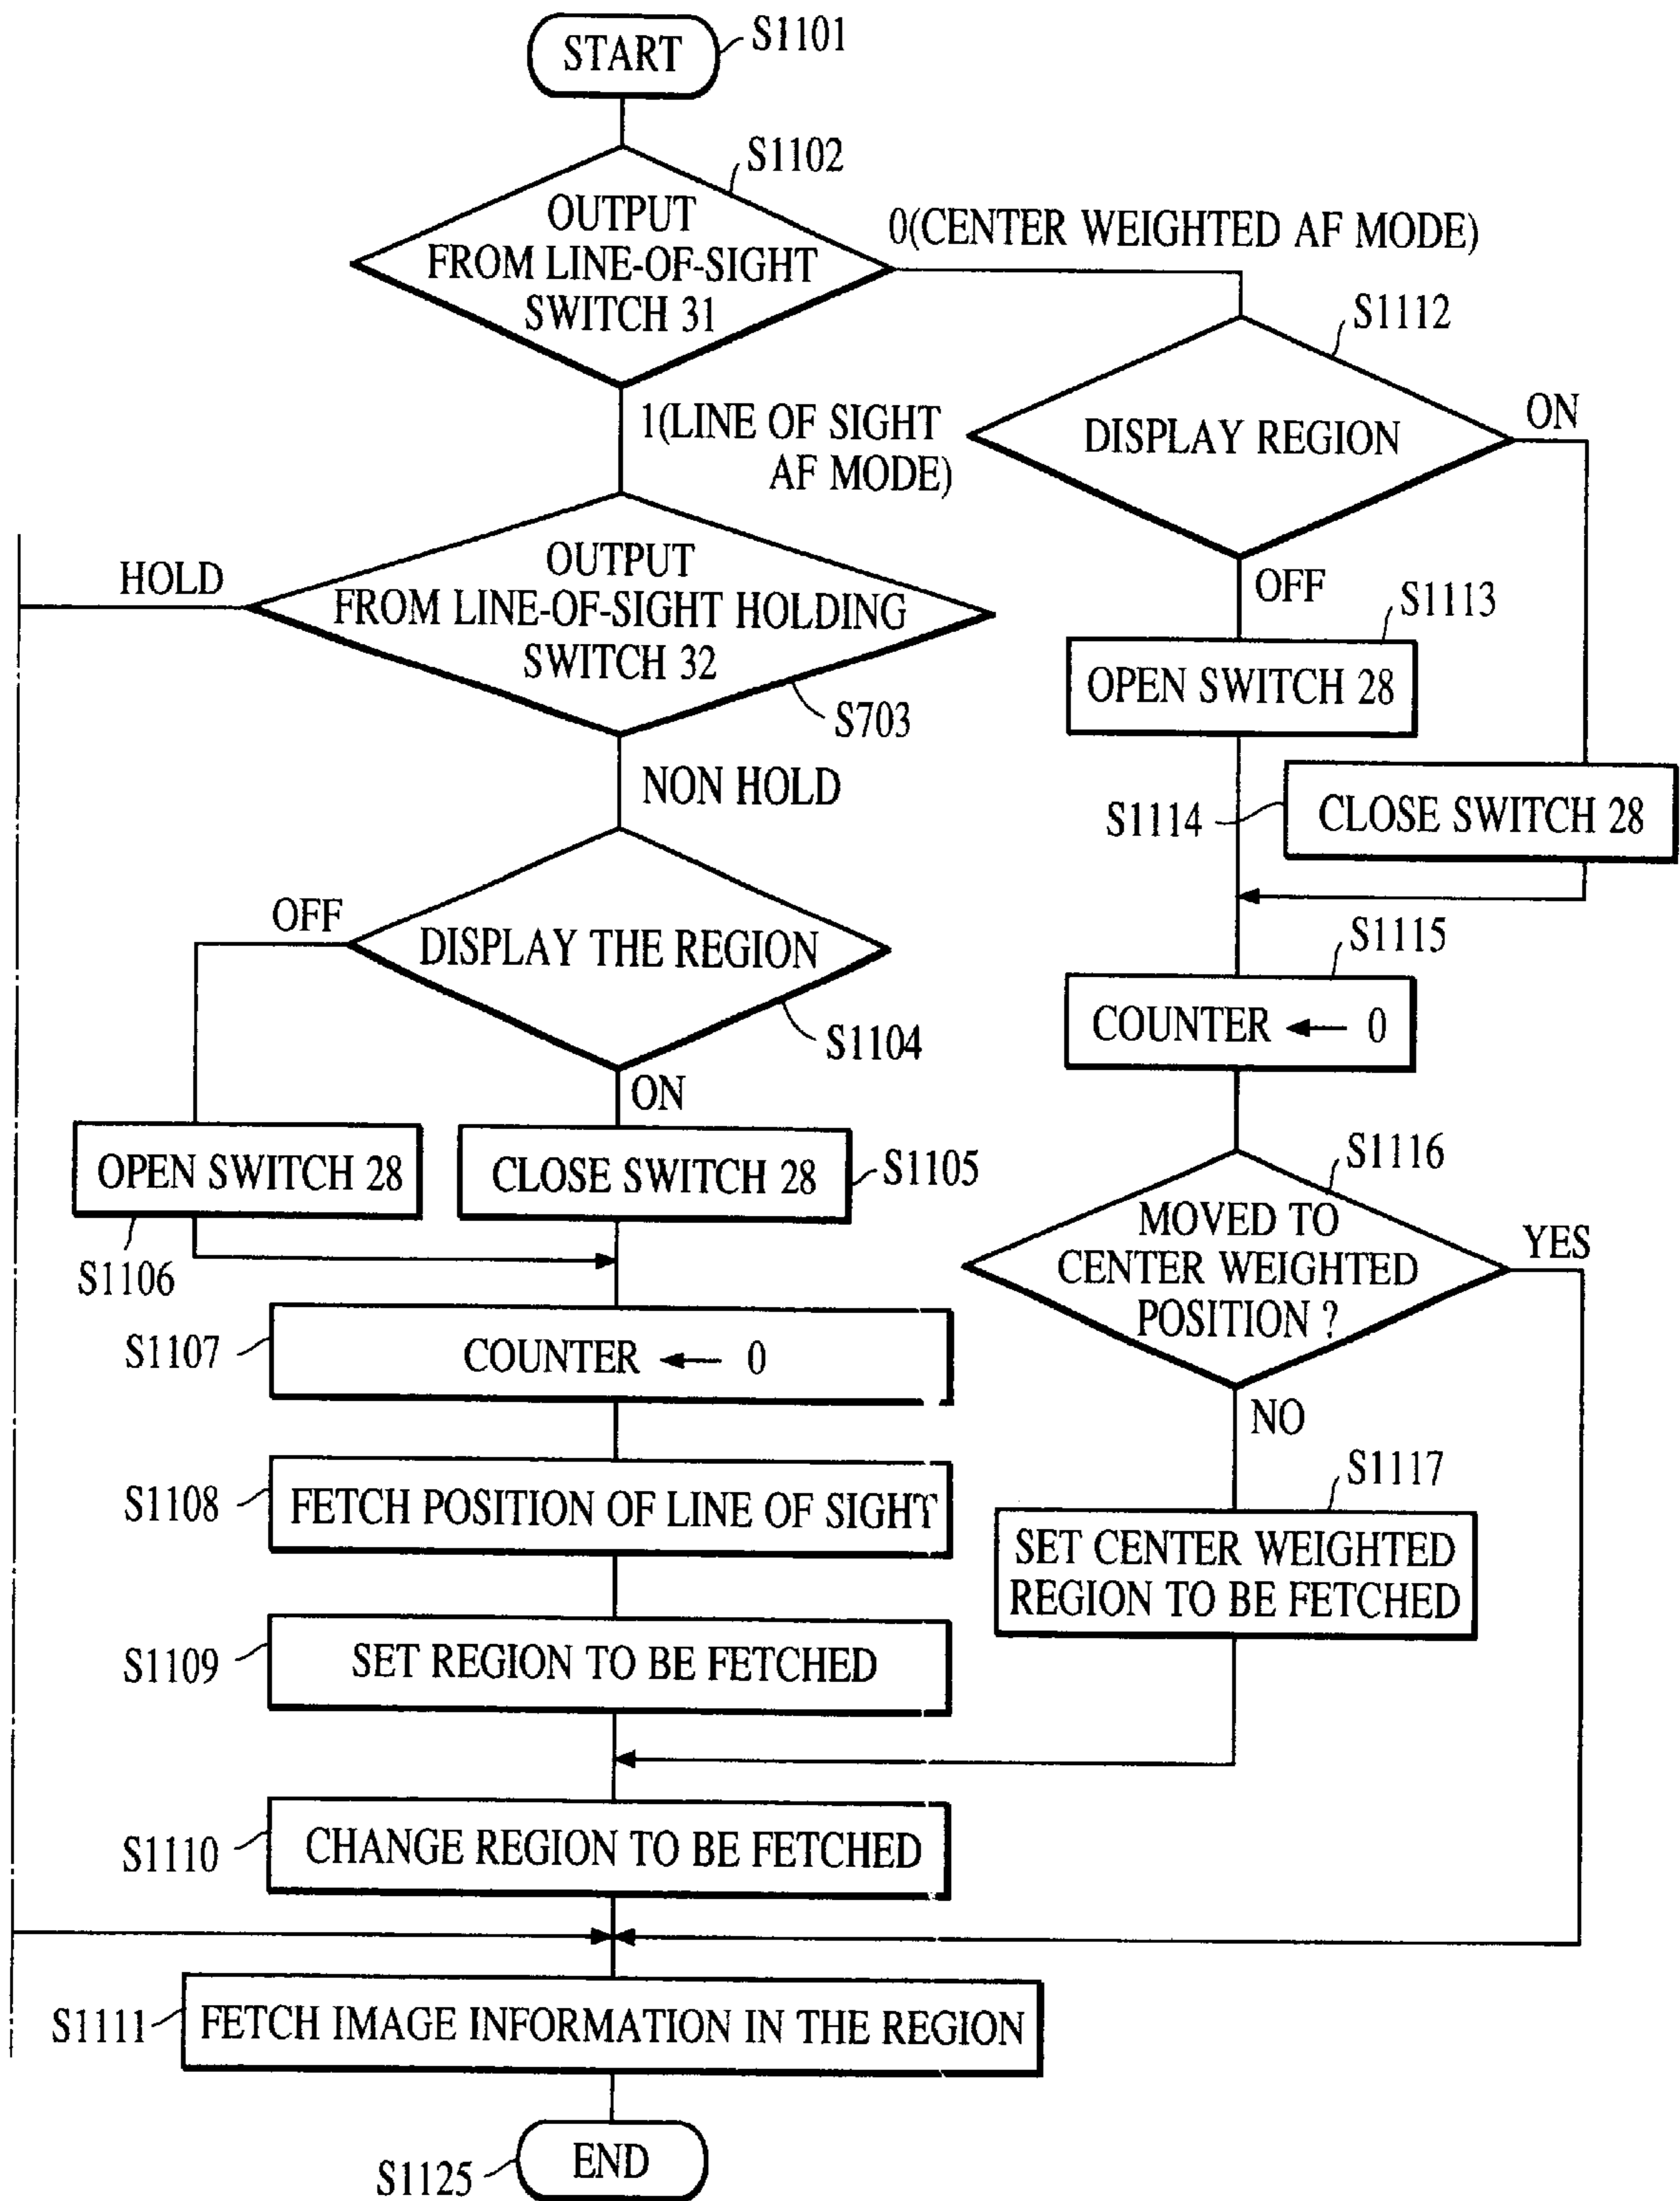 START
S1101
S1102
OUTPUT
FROM LINE-OF-SIGHT
SWITCH 31
0(CENTER WEIGHTED AF MODE)
1(LINE OF SIGHT
AF MODE)
S1112
DISPLAY REGION
ON
OFF
S1113
OPEN SWITCH 28
S1114
CLOSE SWITCH 28
HOLD
OUTPUT
FROM LINE-OF-SIGHT HOLDING
SWITCH 32
S703
NON HOLD
OFF
DISPLAY THE REGION
S1104
ON
OPEN SWITCH 28
S1106
CLOSE SWITCH 28
S1105
S1115
COUNTER ← 0
S1116
MOVED TO
CENTER WEIGHTED
POSITION ?
YES
NO
S1107
COUNTER ← 0
S1108
FETCH POSITION OF LINE OF SIGHT
S1117
SET CENTER WEIGHTED
REGION TO BE FETCHED
S1109
SET REGION TO BE FETCHED
S1110
CHANGE REGION TO BE FETCHED
S1111
FETCH IMAGE INFORMATION IN THE REGION
S1125
END